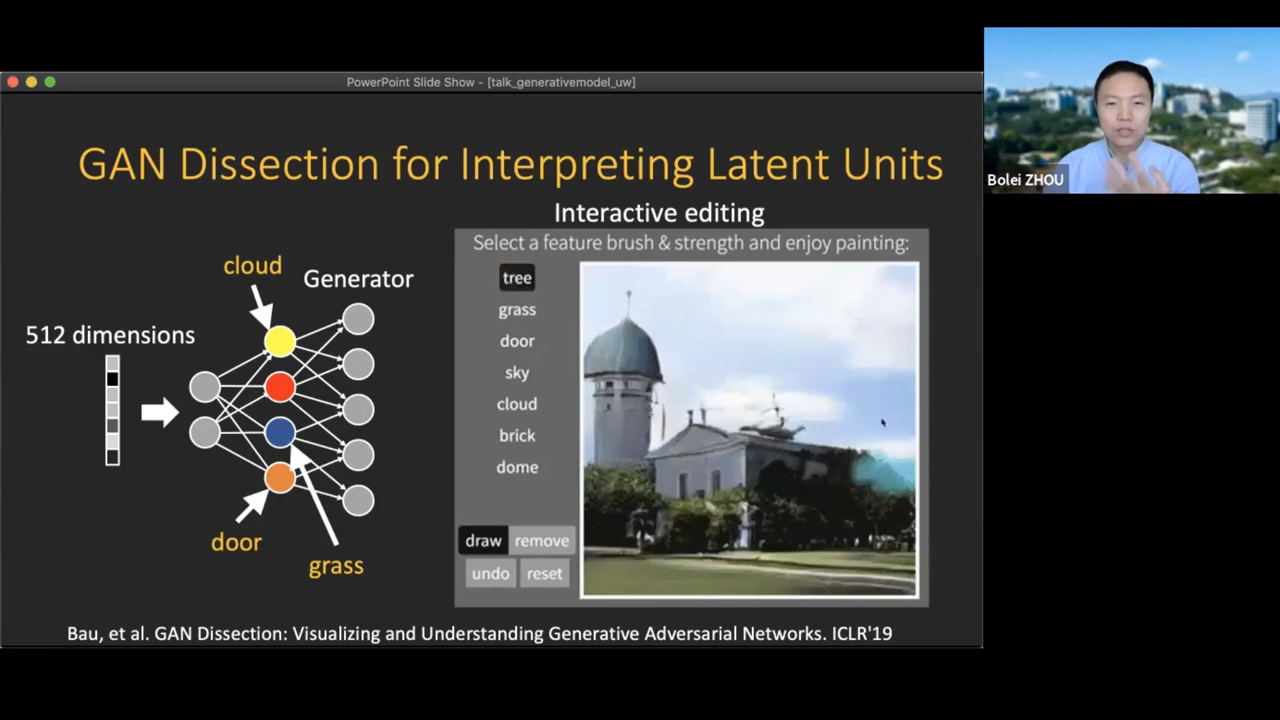 PowerPoint Slide Show - [talk_generativemodel_uw]
GAN Dissection for Interpreting Latent Units
Interactive editing
Select a feature brush & strength and enjoy painting:
cloud
Generator
512 dimensions
door
grass
tree
grass
door
sky
cloud
brick
dome
draw remove
undo reset
Bau, et al. GAN Dissection: Visualizing and Understanding Generative Adversarial Networks. ICLR'19
Bolei ZHOU